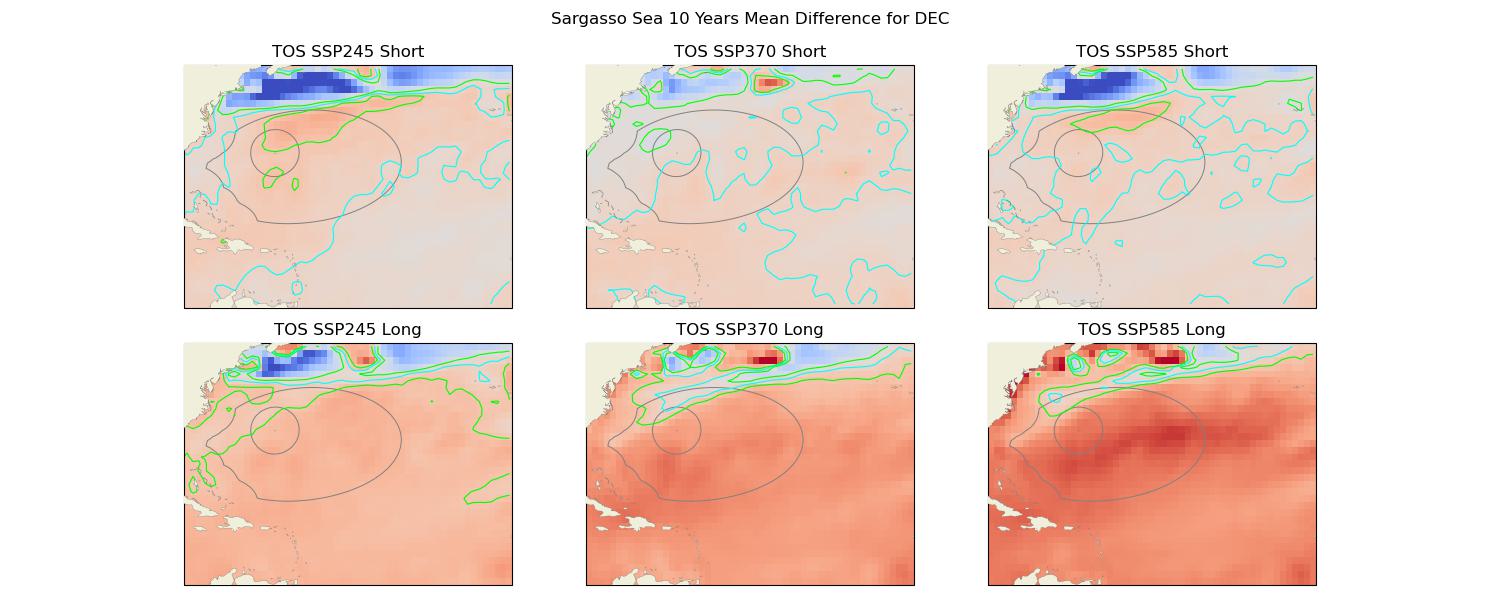 Sargasso Sea 10 Years Mean Difference for DEC
TOS SSP245 Short
TOS SSP370 Short
TOS SSP585 Short
TOS SSP245 Long
TOS SSP370 Long
TOS SSP585 Long